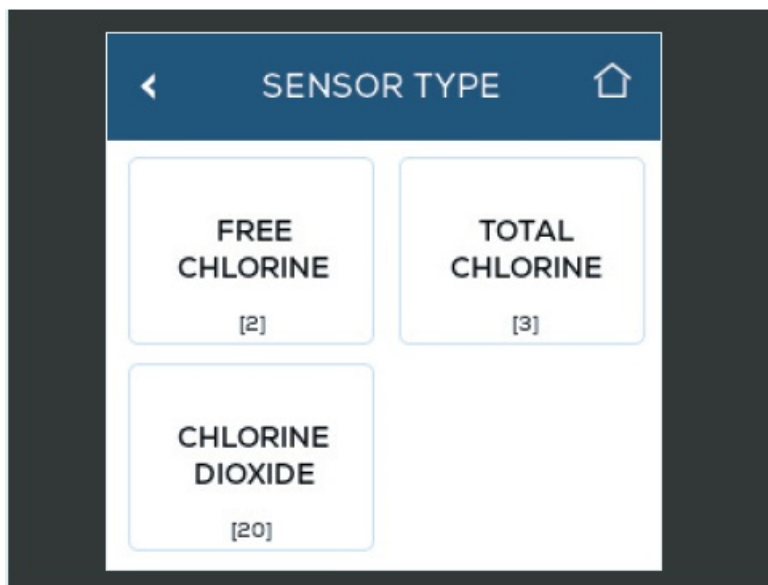 SENSOR TYPE
FREE
CHLORINE
[2]
TOTAL
CHLORINE
[3]
CHLORINE
DIOXIDE
[20]